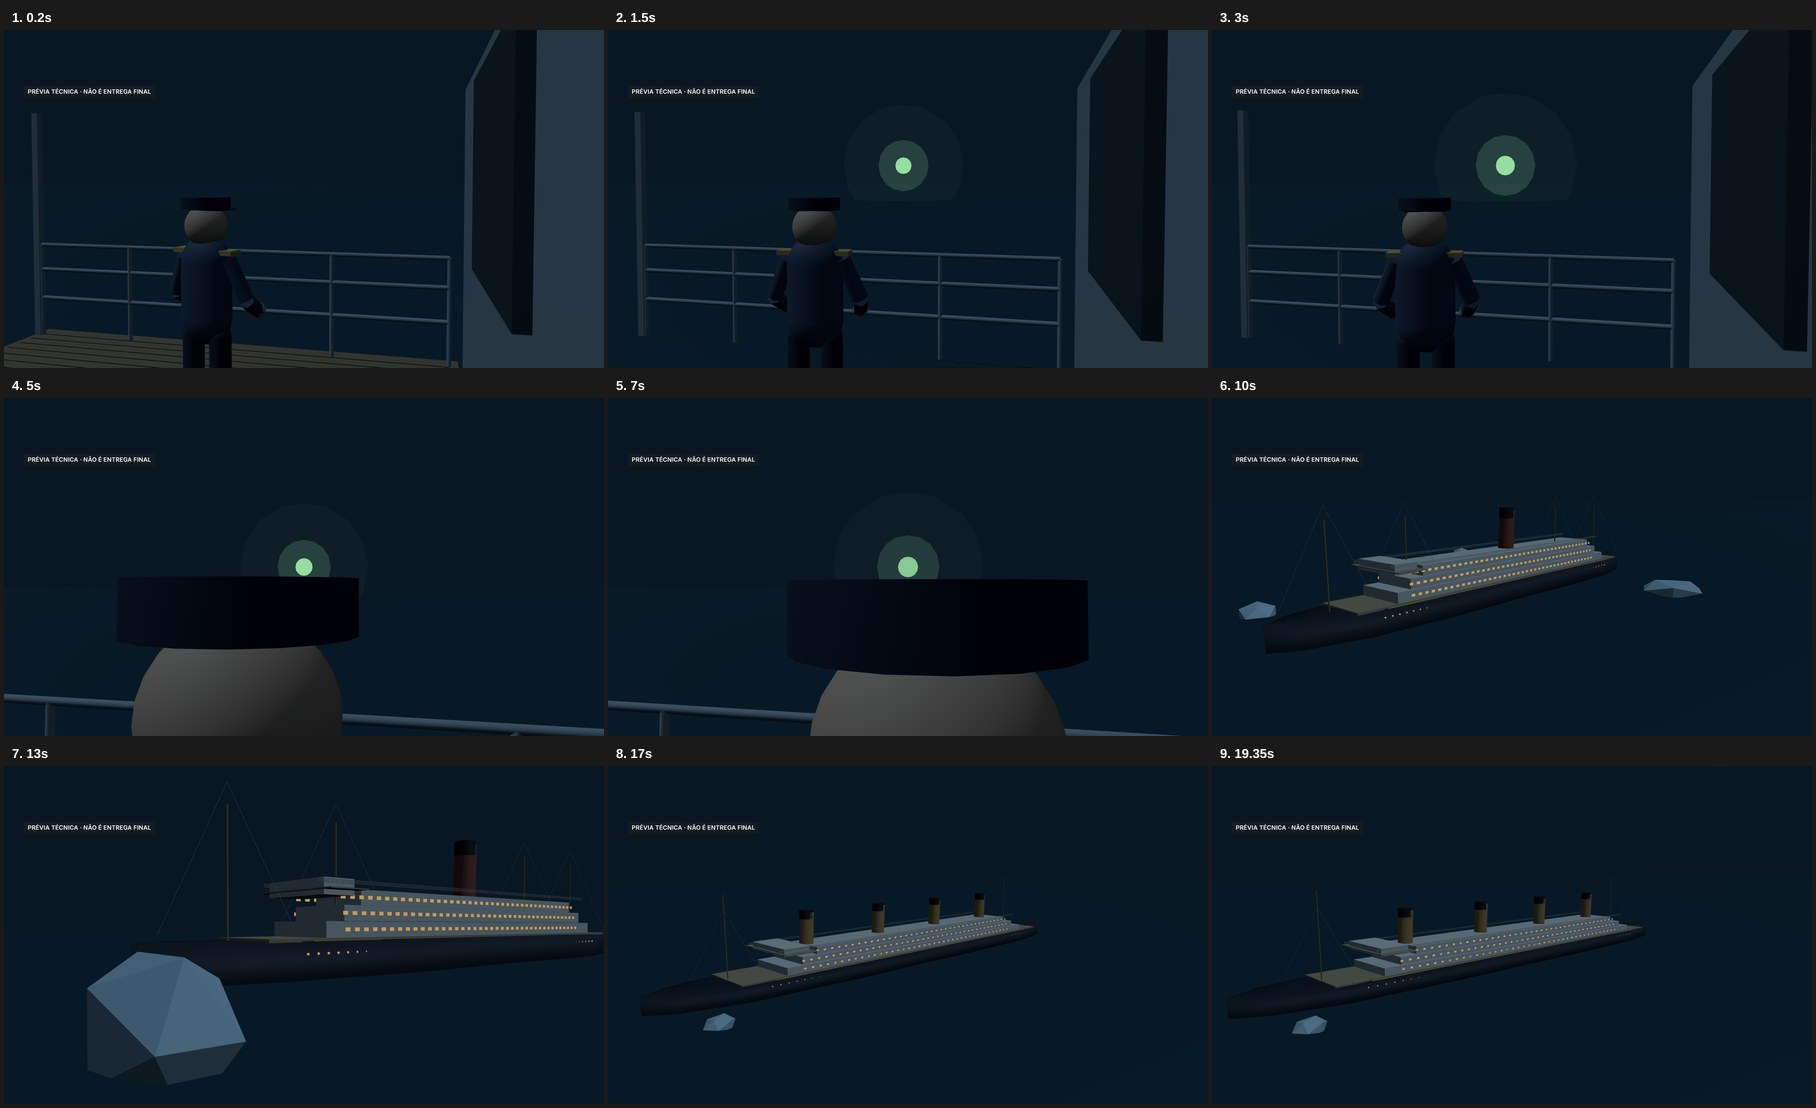 1. 0.2s
2. 1.5s
3. 3s
PRÉVIA TÉCNICA · NÃO É ENTREGA FINAL
PRÉVIA TÉCNICA · NÃO É ENTREGA FINAL
PRÉVIA TÉCNICA · NÃO É ENTREGA FINAL
4. 5s
5. 7s
6. 10s
PRÉVIA TÉCNICA · NÃO É ENTREGA FINAL
PRÉVIA TÉCNICA · NÃO É ENTREGA FINAL
PRÉVIA TÉCNICA · NÃO É ENTREGA FINAL
7. 13s
8. 17s
9. 19.35s
PRÉVIA TÉCNICA · NÃO É ENTREGA FINAL
PRÉVIA TÉCNICA · NÃO É ENTREGA FINAL
PRÉVIA TÉCNICA · NÃO É ENTREGA FINAL